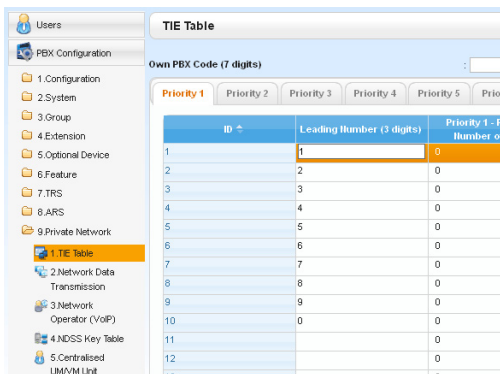 Users
PBX Configuration
1.Configuration
2.System
3.Group
4.Extension
5.Optional Device
6.Feature
7.TRS
8.ARS
9.Private Network
1.TIE Table
2.Network Data
Transmission
3.Network
Operator (VoIP)
4.NDSS Key Table
5.Centralised
UM/VM Unit
TIE Table
Own PBX Code (7 digits) :
Priority 1 Priority 2 Priority 3 Priority 4 Priority 5 Prio
ID Leading Number (3 digits) Priority 1 - R
Number o
1 1 0
2 2 0
3 3 0
4 4 0
5 5 0
6 6 0
7 7 0
8 8 0
9 9 0
10 0 0
11 0
12 0